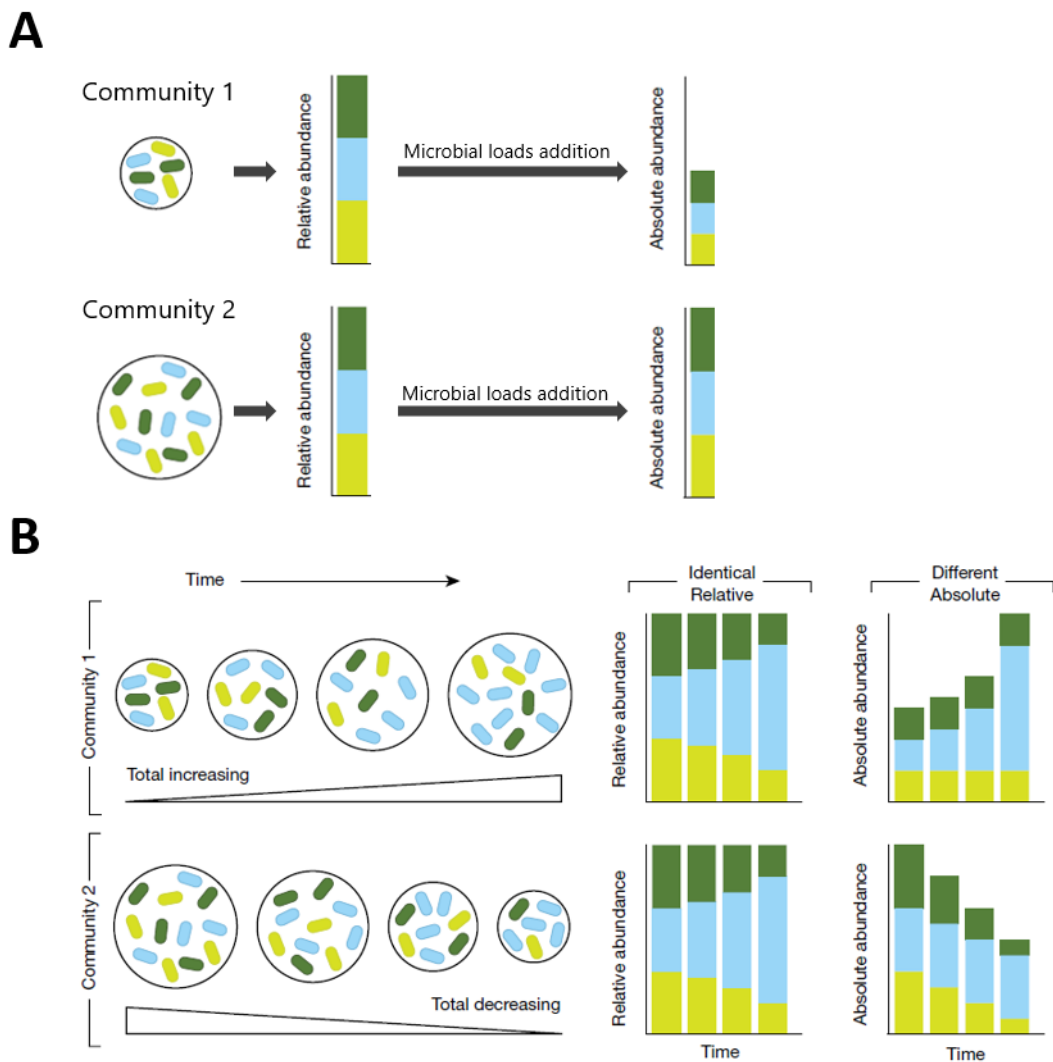 A
Community 1
Relative abundance
Microbial loads addition
Absolute abundance
Community 2
Relative abundance
Microbial loads addition
Absolute abundance
B
Time
Identical
Relative
Different
Absolute
Community 1
Total increasing
Relative abundance
Absolute abundance
Community 2
Total decreasing
Relative abundance
Time
Absolute abundance
Time